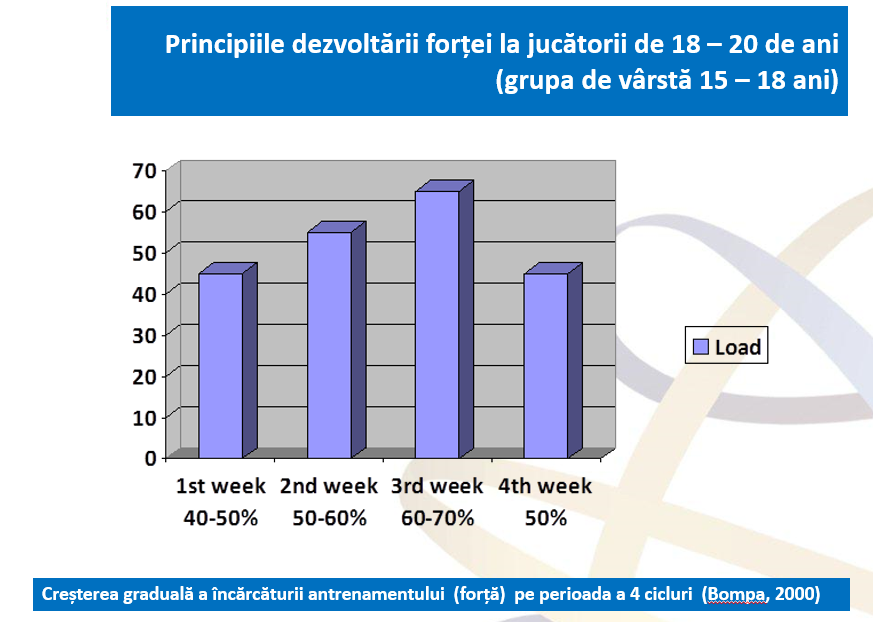 Principiile dezvoltării forței la jucătorii de 18 – 20 de ani
(grupa de vârstă 15 – 18 ani)
70
60
50
40
30
20
10
0
1st week 2nd week 3rd week 4th week
40-50% 50-60% 60-70% 50%
Load
Creșterea graduală a încărcăturii antrenamentului (forță) pe perioada a 4 cicluri (Bompa, 2000)